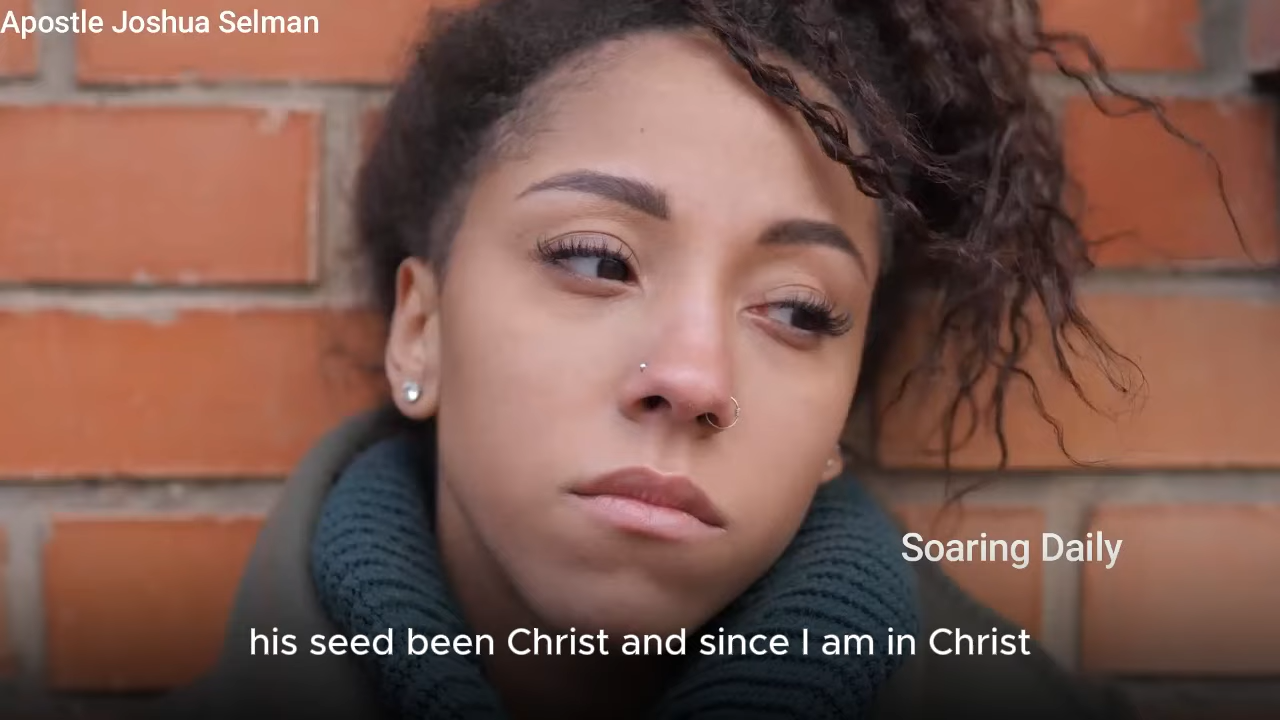 Apostle Joshua Selman
Soaring Daily
his seed been Christ and since I am in Christ